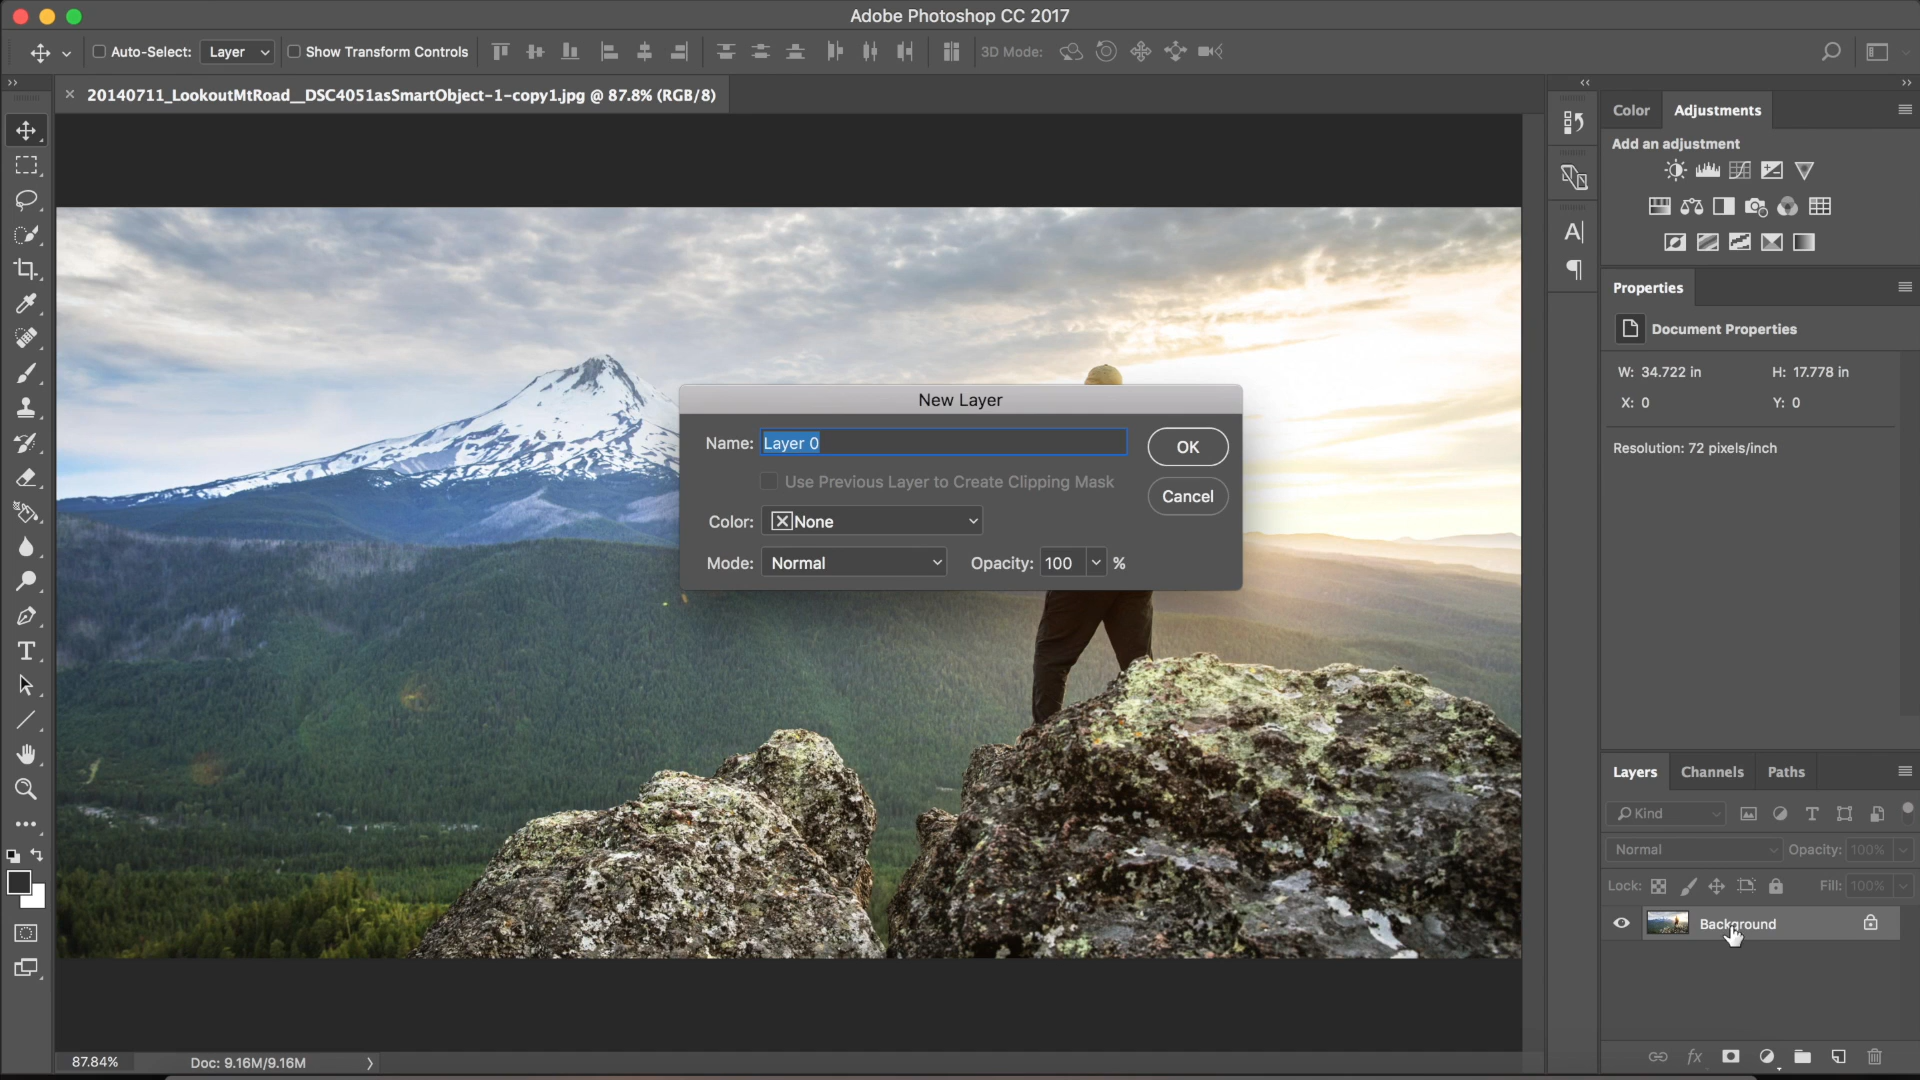 Adobe Photoshop CC 2017
Auto-Select: Layer Show Transform Controls 3D Mode:
20140711_LookoutMtRoad__DSC4051asSmartObject-1-copy1.jpg @ 87.8% (RGB/8)
Color Adjustments
Add an adjustment
Properties
Document Properties
W: 34.722 in H: 17.778 in
X: 0 Y: 0
Resolution: 72 pixels/inch
New Layer
Name: Layer 0
OK
Use Previous Layer to Create Clipping Mask
Cancel
Color: None
Mode: Normal Opacity: 100 %
Layers Channels Paths
Kind
Normal Opacity: 100%
Lock: Fill: 100%
Background
fx
87.84% Doc: 9.16M/9.16M